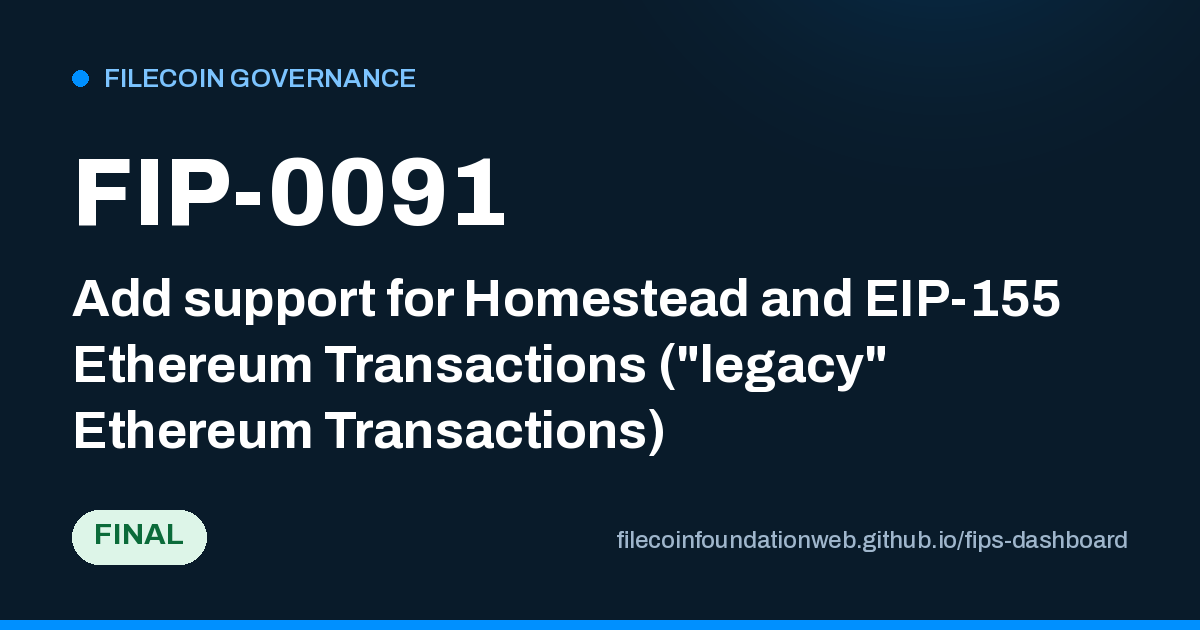 FILECOIN GOVERNANCE
FIP-0091
Add support for Homestead and EIP-155
Ethereum Transactions ("legacy"
Ethereum Transactions)
FINAL
filecoinfoundationweb.github.io/fips-dashboard